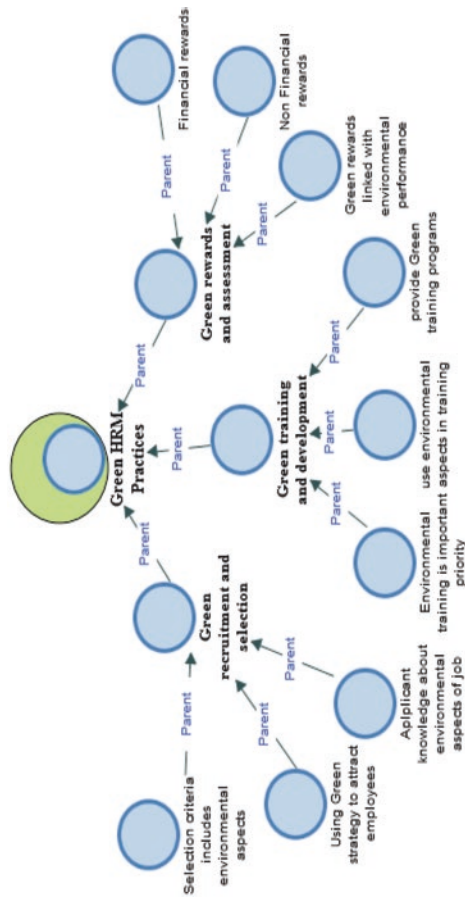 Green HRM
Practices
Parent
Parent
Parent
Green
recruitment and
selection
Green training
and development
Green rewards
and assessment
Parent
Parent
Parent
Selection criteria
includes
environmental
aspects
Using Green
strategy to attract
employees
Aplplicant
knowledge about
environmental
aspects of job
Parent
Parent
Parent
Environmental
training is important
priority
use environmental
aspects in training
provide Green
training programs
Parent
Parent
Parent
Green rewards
linked with
environmental
performance
Non Financial
rewards
Financial rewards